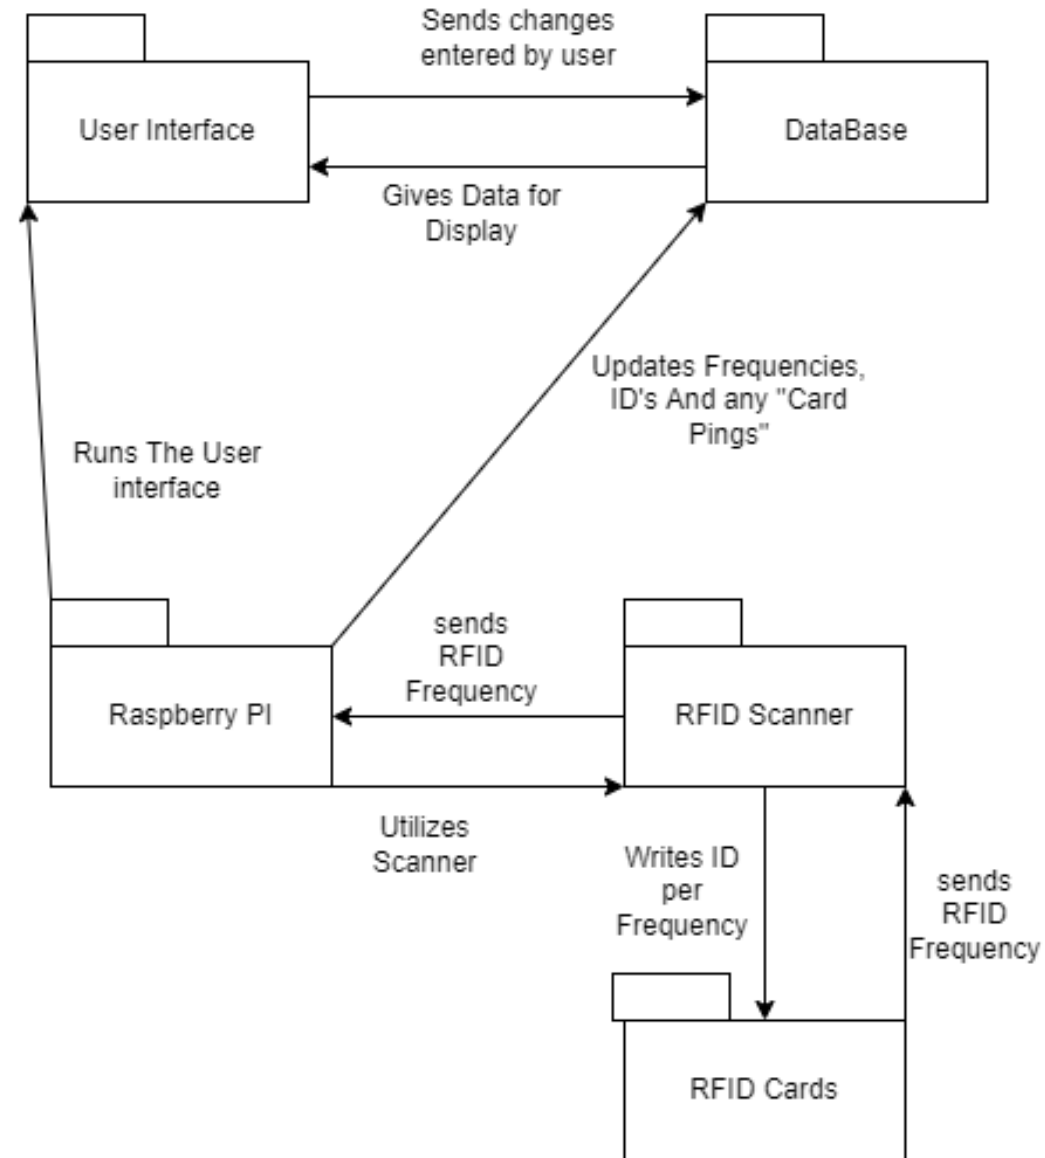 Sends changes
entered by user
User Interface
DataBase
Gives Data for
Display
Updates Frequencies,
ID's And any "Card
Pings"
Runs The User
interface
sends
RFID
Frequency
Raspberry PI
RFID Scanner
Utilizes
Scanner
Writes ID
per
Frequency
sends
RFID
Frequency
RFID Cards